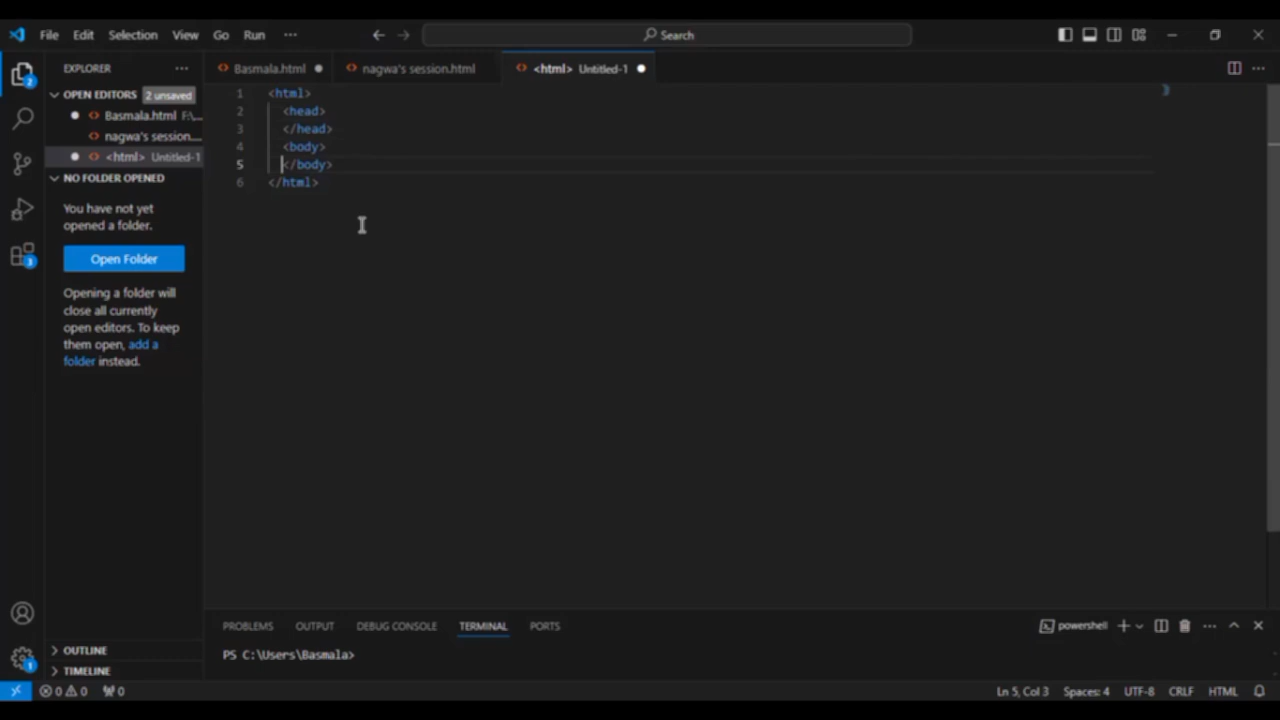 File Edit Selection View Go Run ··· Search
EXPLORER ···
OPEN EDITORS 2 unsaved
Basmala.html F:\...
nagwa's session....
<html> Untitled-1
NO FOLDER OPENED
You have not yet
opened a folder.
Open Folder
Opening a folder will
close all currently
open editors. To keep
them open, add a
folder instead.
OUTLINE
TIMELINE
Basmala.html nagwa's session.html <html> Untitled-1
1 <html>
2 <head>
3 </head>
4 <body>
5 </body>
6 </html>
PROBLEMS OUTPUT DEBUG CONSOLE TERMINAL PORTS powershell
PS C:\Users\Basmala>
2
3
1
0 0 0 Ln 5, Col 3 Spaces: 4 UTF-8 CRLF HTML